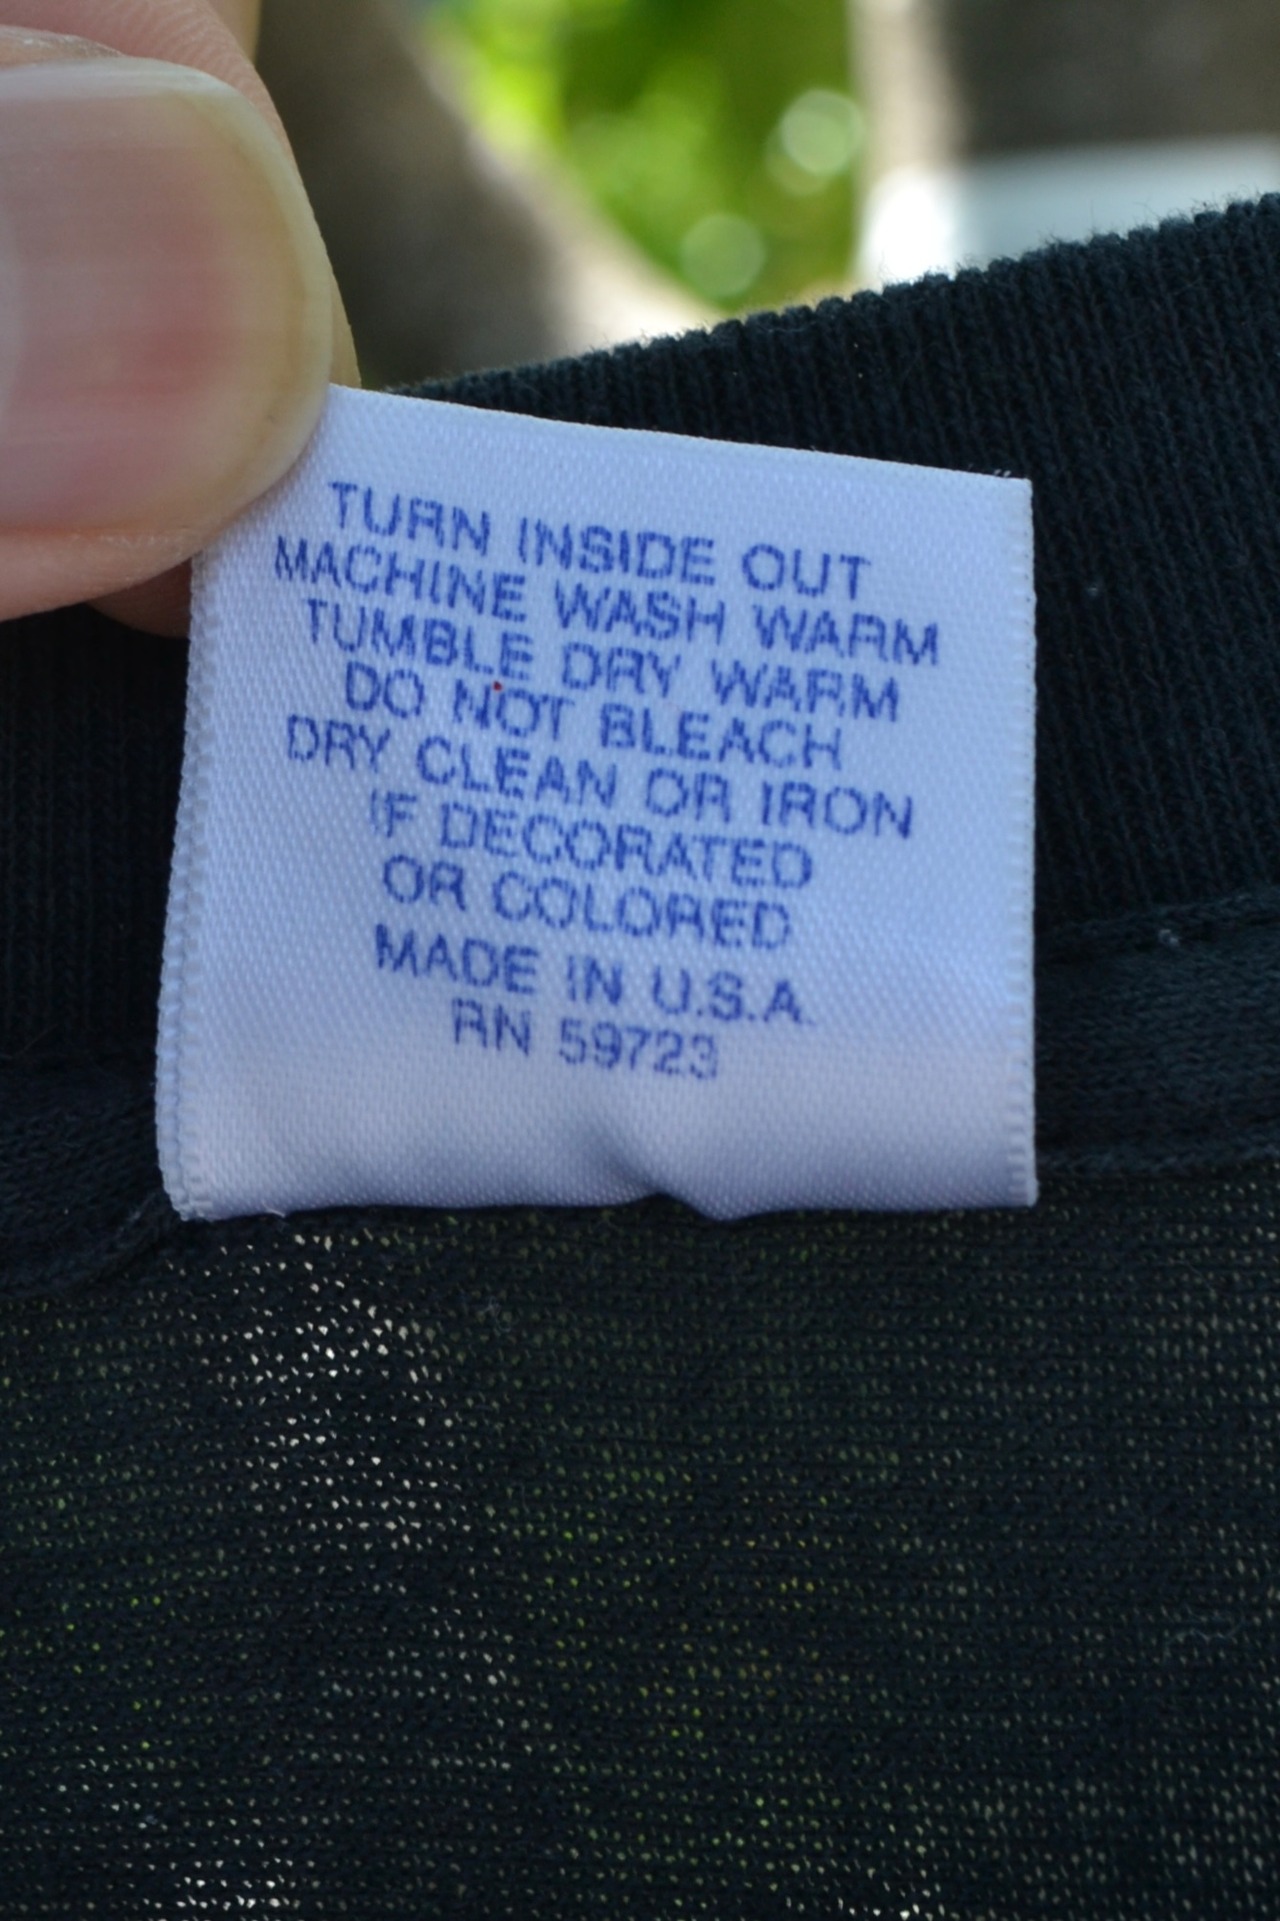 TURN INSIDE OUT
MACHINE WASH WARM
TUMBLE DRY WARM
DO NOT BLEACH
DRY CLEAN OR IRON
IF DECORATED
OR COLORED
MADE IN U.S.A.
RN 59723